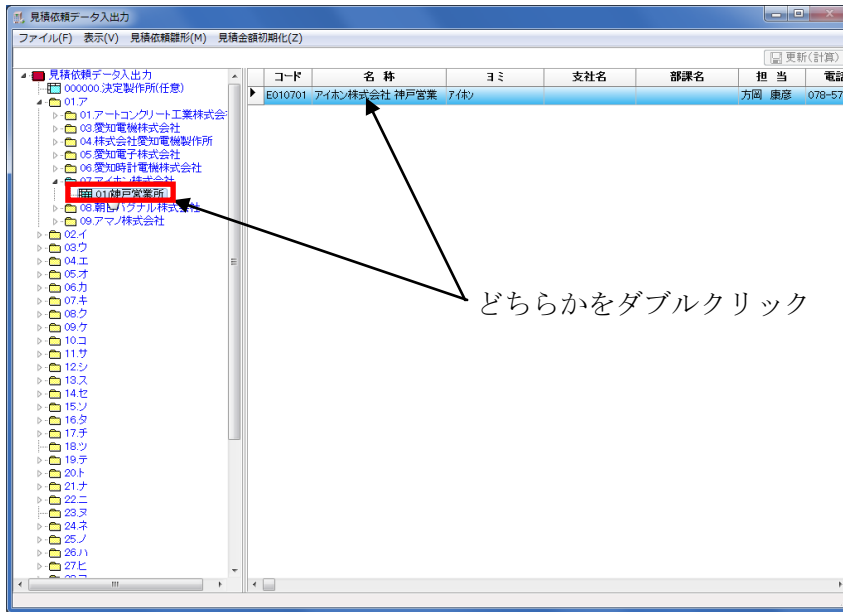 見積依頼データ入出力
ファイル(F) 表示(V) 見積依頼雛形(M) 見積金額初期化(Z)
更新(計算)
見積依頼データ入出力
000000.決定製作所(任意)
01.ア
01.アートコンクリート工業株式会
03.愛知電機株式会社
04.株式会社愛知電機製作所
05.愛知電子株式会社
06.愛知時計電機株式会社
07.アイホン株式会社
01.神戸営業所
09.アマノ株式会社
02.イ
03.ウ
04.エ
05.オ
06.カ
07.キ
08.ク
09.ケ
10.コ
11.サ
12.シ
13.ス
14.セ
15.ソ
16.タ
17.チ
18.ツ
19.テ
20.ト
21.ナ
22.ニ
23.ヌ
24.ネ
25.ノ
26.ハ
27.ヒ
コード 名 称 ヨミ 支社名 部課名 担 当 電話
E010701 アイホン株式会社 神戸営業 アイホン 方岡 康彦 078-57
どちらかをダブルクリック